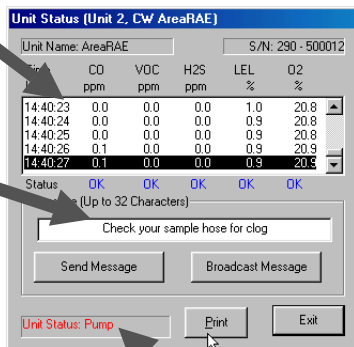 Unit Status (Unit 2, CW AreaRAE)
Unit Name: AreaRAE S/N: 290 - 500012
CO VOC H2S LEL O2
ppm ppm ppm % %
14:40:23 0.0 0.0 0.0 1.0 20.8
14:40:24 0.0 0.0 0.0 0.9 20.8
14:40:25 0.0 0.0 0.0 0.9 20.8
14:40:26 0.1 0.0 0.0 0.9 20.9
14:40:27 0.1 0.0 0.0 0.9 20.9
Status OK OK OK OK OK
(Up to 32 Characters)
Check your sample hose for clog
Send Message Broadcast Message
Unit Status: Pump Print Exit